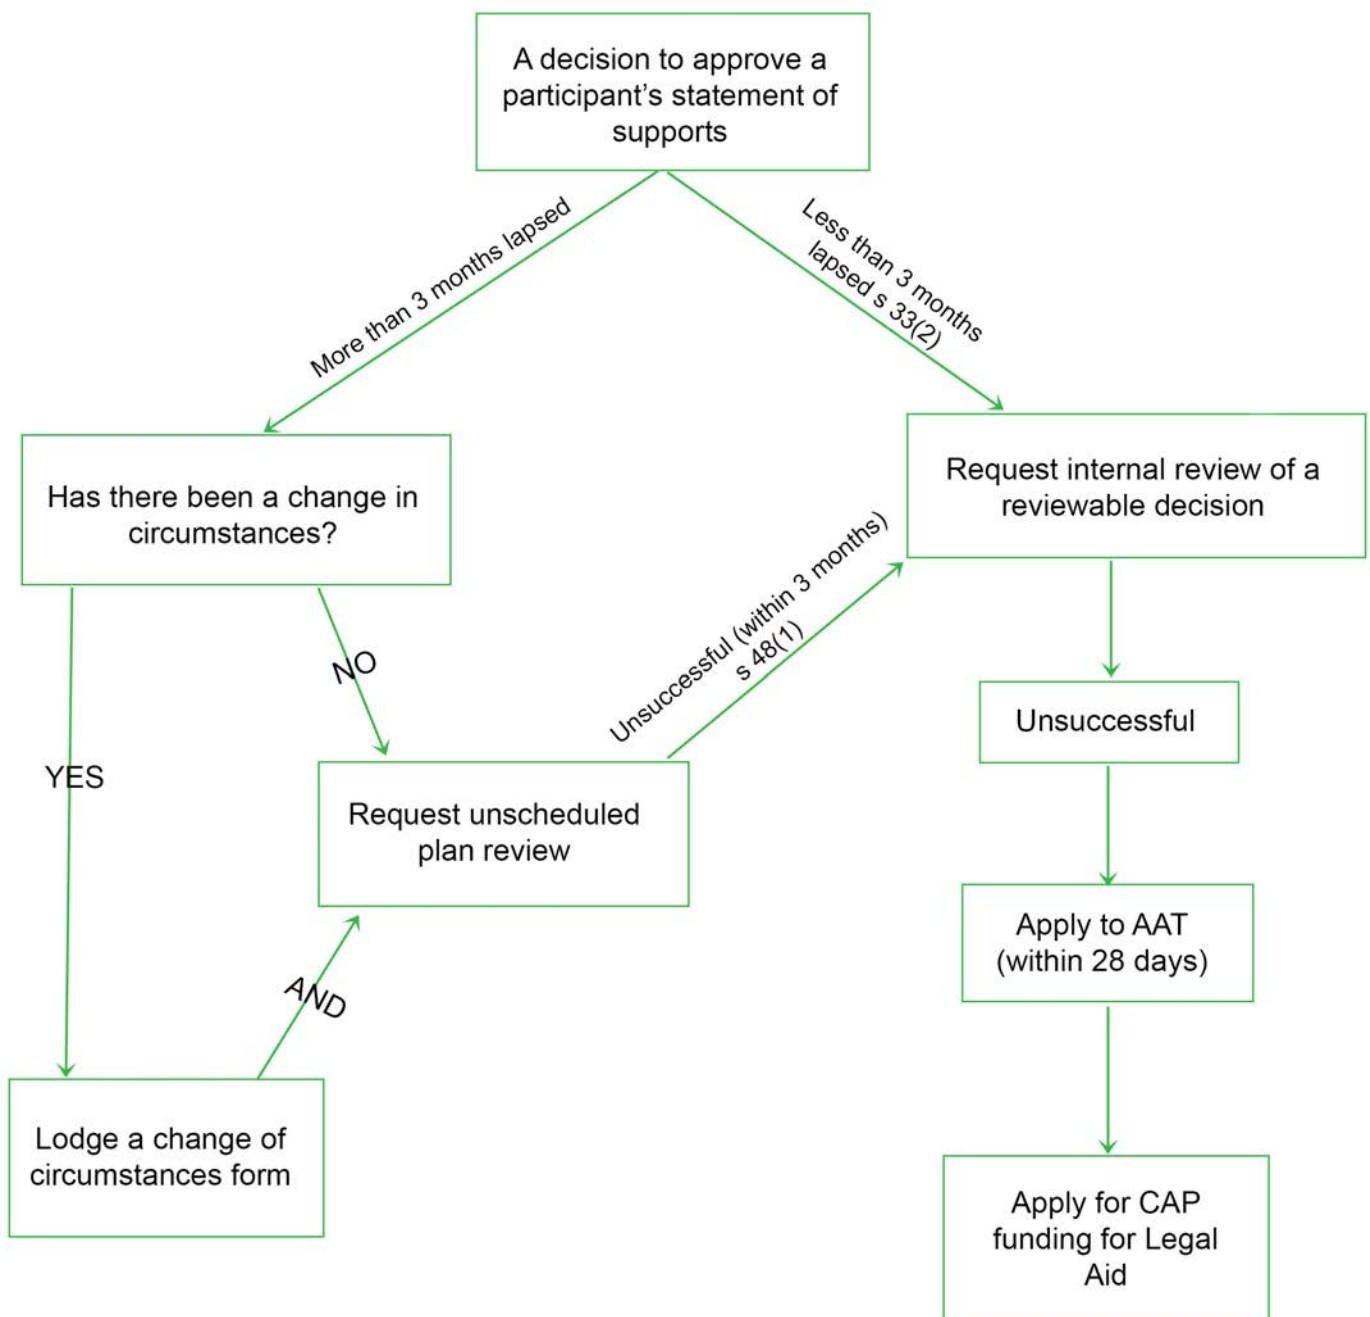 A decision to approve a
participant’s statement of
supports
More than 3 months lapsed
Less than 3 months
lapsed s 33(2)
Has there been a change in
circumstances?
Request internal review of a
reviewable decision
Unsuccessful (within 3 months)
s 48(1)
NO
YES
Unsuccessful
Request unscheduled
plan review
Apply to AAT
(within 28 days)
AND
Lodge a change of
circumstances form
Apply for CAP
funding for Legal
Aid